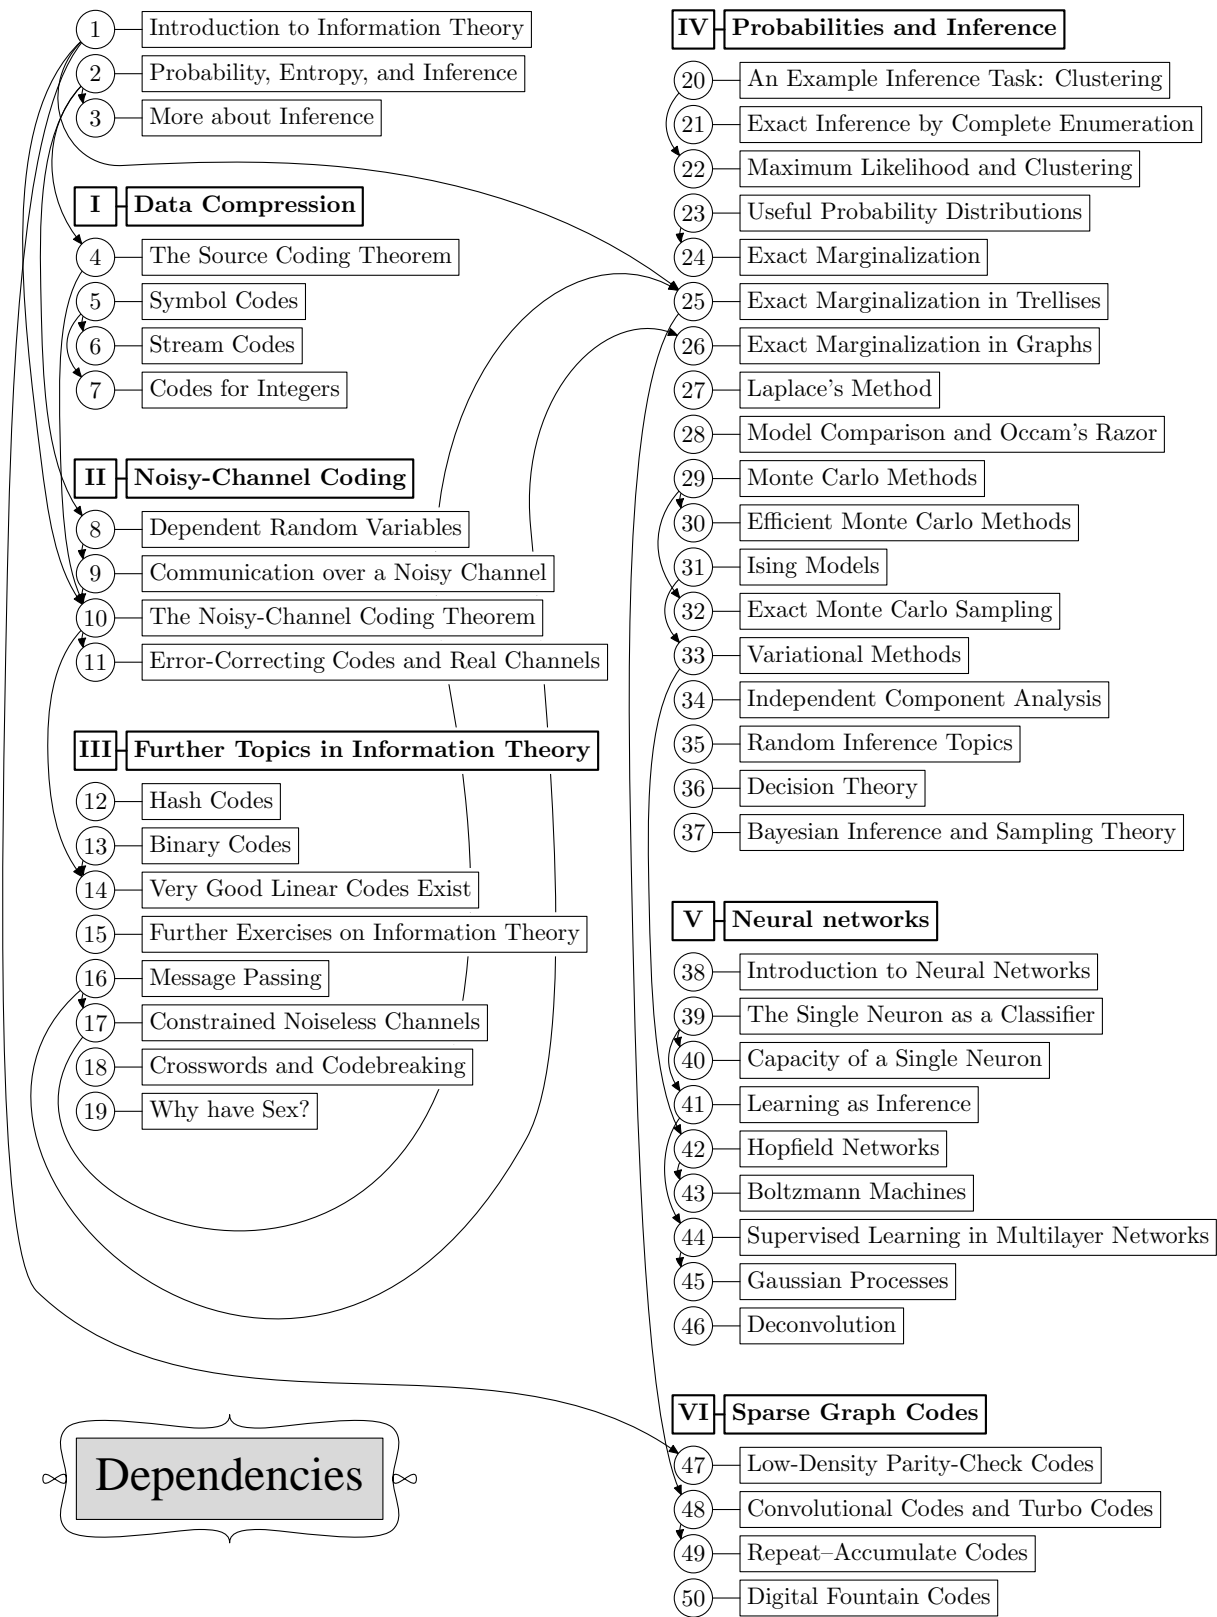 1 Introduction to Information Theory
2 Probability, Entropy, and Inference
3 More about Inference
I Data Compression
4 The Source Coding Theorem
5 Symbol Codes
6 Stream Codes
7 Codes for Integers
II Noisy-Channel Coding
8 Dependent Random Variables
9 Communication over a Noisy Channel
10 The Noisy-Channel Coding Theorem
11 Error-Correcting Codes and Real Channels
III Further Topics in Information Theory
12 Hash Codes
13 Binary Codes
14 Very Good Linear Codes Exist
15 Further Exercises on Information Theory
16 Message Passing
17 Constrained Noiseless Channels
18 Crosswords and Codebreaking
19 Why have Sex?
Dependencies
IV Probabilities and Inference
20 An Example Inference Task: Clustering
21 Exact Inference by Complete Enumeration
22 Maximum Likelihood and Clustering
23 Useful Probability Distributions
24 Exact Marginalization
25 Exact Marginalization in Trellises
26 Exact Marginalization in Graphs
27 Laplace's Method
28 Model Comparison and Occam's Razor
29 Monte Carlo Methods
30 Efficient Monte Carlo Methods
31 Ising Models
32 Exact Monte Carlo Sampling
33 Variational Methods
34 Independent Component Analysis
35 Random Inference Topics
36 Decision Theory
37 Bayesian Inference and Sampling Theory
V Neural networks
38 Introduction to Neural Networks
39 The Single Neuron as a Classifier
40 Capacity of a Single Neuron
41 Learning as Inference
42 Hopfield Networks
43 Boltzmann Machines
44 Supervised Learning in Multilayer Networks
45 Gaussian Processes
46 Deconvolution
VI Sparse Graph Codes
47 Low-Density Parity-Check Codes
48 Convolutional Codes and Turbo Codes
49 Repeat–Accumulate Codes
50 Digital Fountain Codes